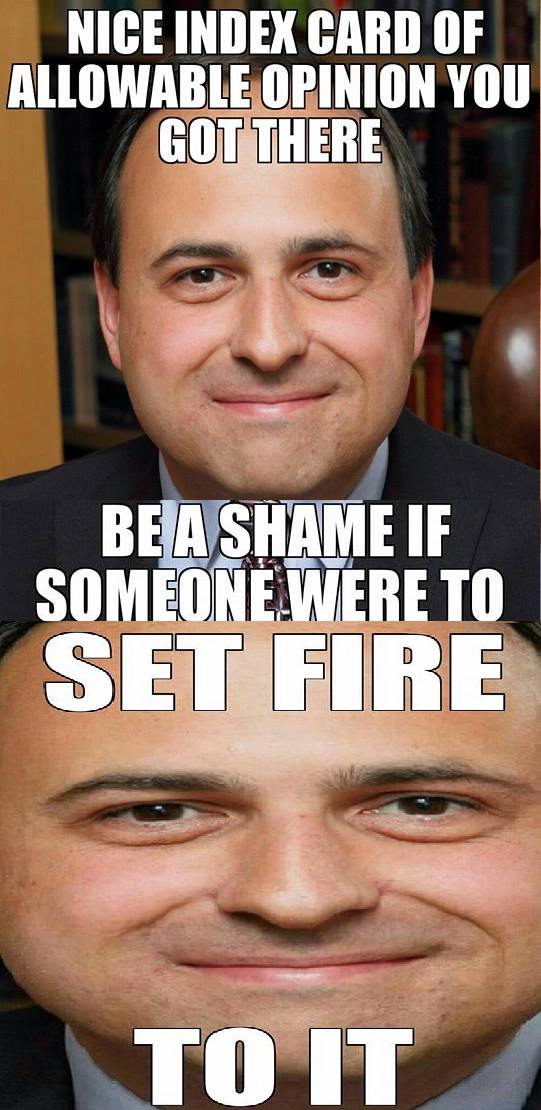 NICE INDEX CARD OF
ALLOWABLE OPINION YOU
GOT THERE
BE A SHAME IF
SOMEONE WERE TO
SET FIRE
TO IT